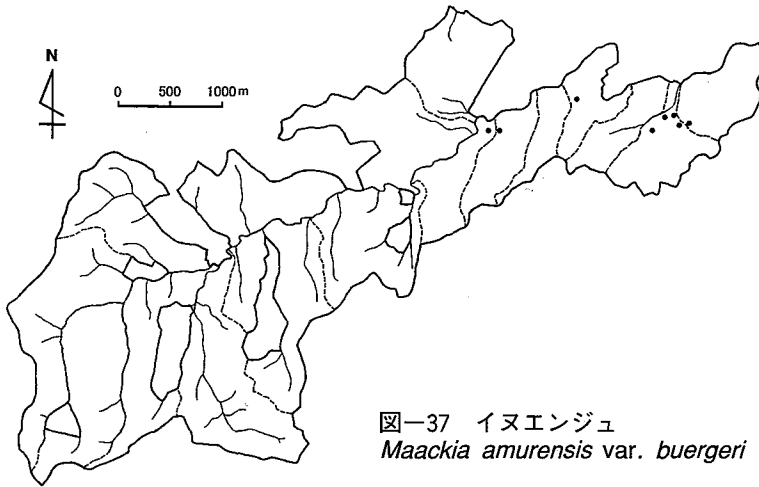 N
0 500 1000m
図—37 イヌエンジュ
Maackia amurensis var. buergeri